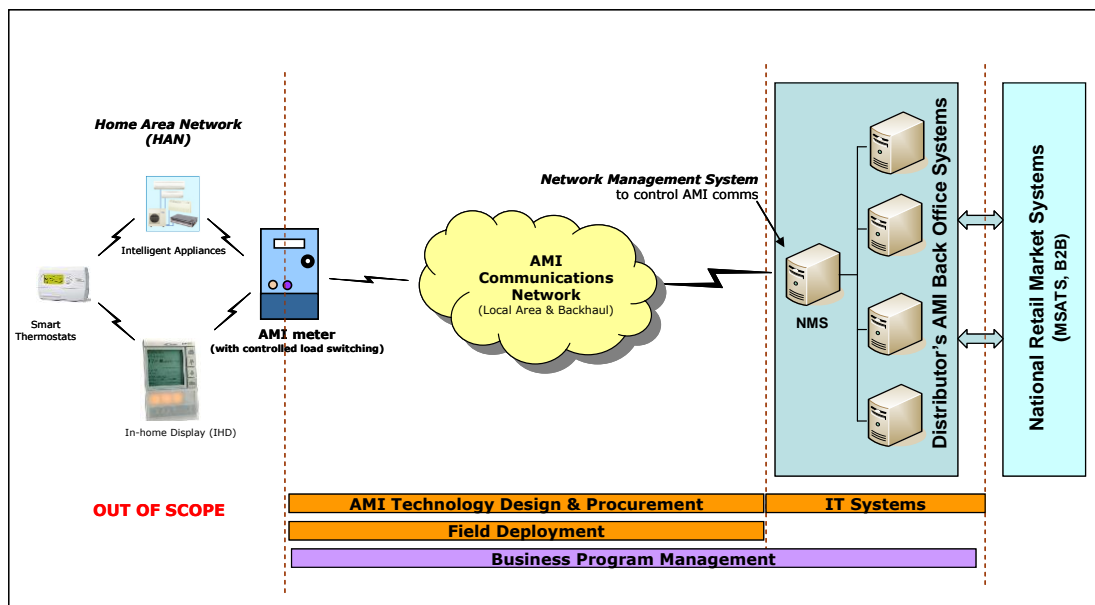 Home Area Network
(HAN)
Intelligent Appliances
Smart
Thermostats
In-home Display (IHD)
AMI meter
(with controlled load switching)
AMI
Communications
Network
(Local Area & Backhaul)
Network Management System
to control AMI comms
NMS
Distributor's AMI Back Office Systems
National Retail Market Systems
(MSATS, B2B)
OUT OF SCOPE
AMI Technology Design & Procurement
IT Systems
Field Deployment
Business Program Management